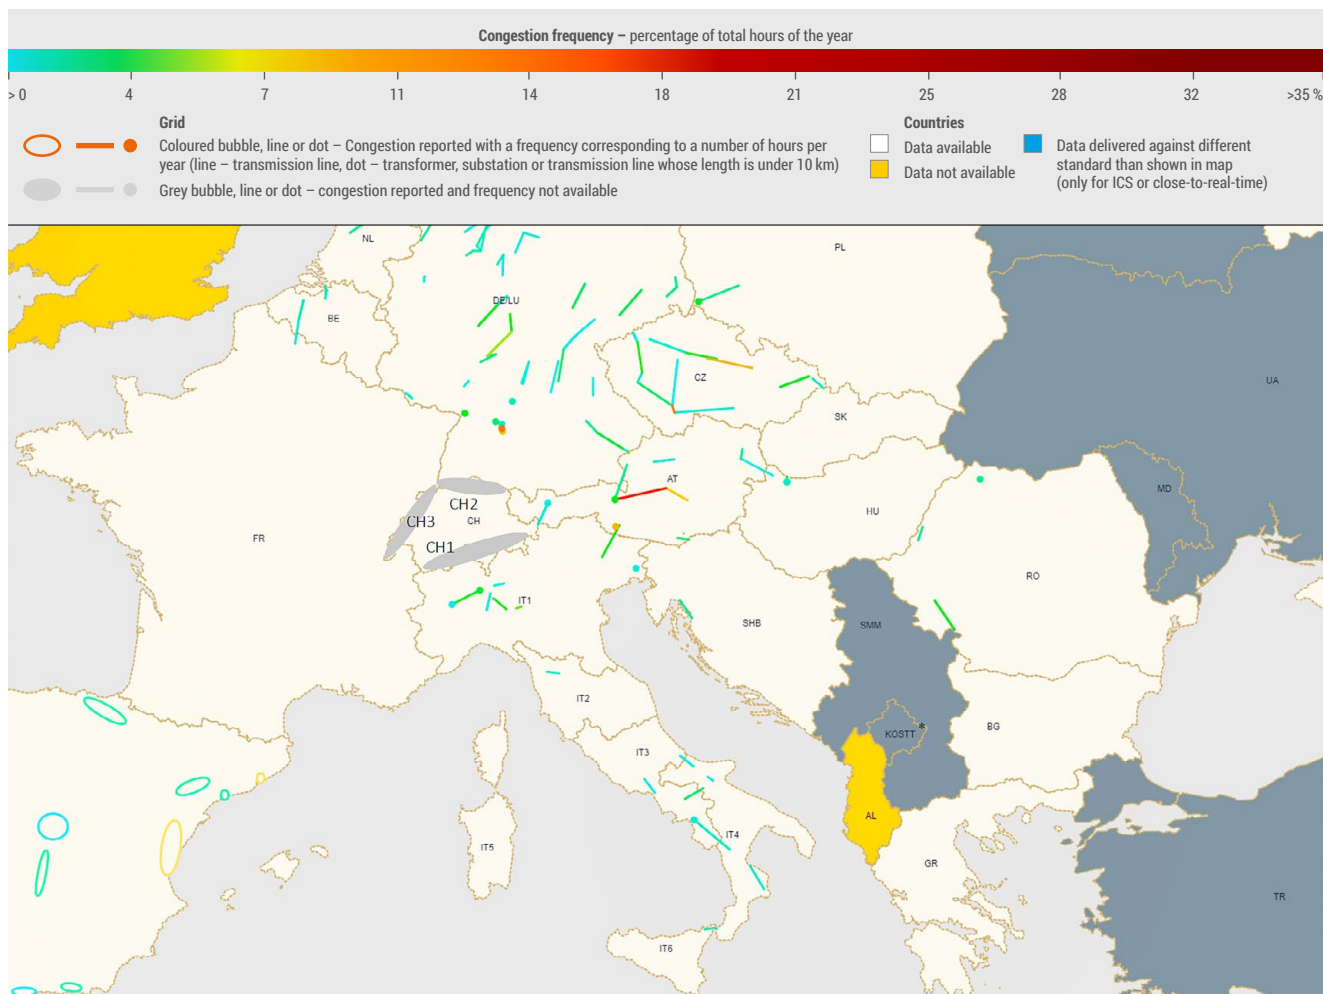 Congestion frequency – percentage of total hours of the year
> 0 4 7 11 14 18 21 25 28 32 >35 %
Grid
Coloured bubble, line or dot – Congestion reported with a frequency corresponding to a number of hours per
year (line – transmission line, dot – transformer, substation or transmission line whose length is under 10 km)
Grey bubble, line or dot – congestion reported and frequency not available
Countries
Data available
Data not available
Data delivered against different
standard than shown in map
(only for ICS or close-to-real-time)
NL
PL
DE/LU
BE
CZ
UA
SK
AT
MD
CH2
CH3
CH
HU
FR
CH1
RO
IT1
SHB
SMM
IT2
BG
KOSTT *
IT3
AL
IT4
IT5
GR
TR
IT6